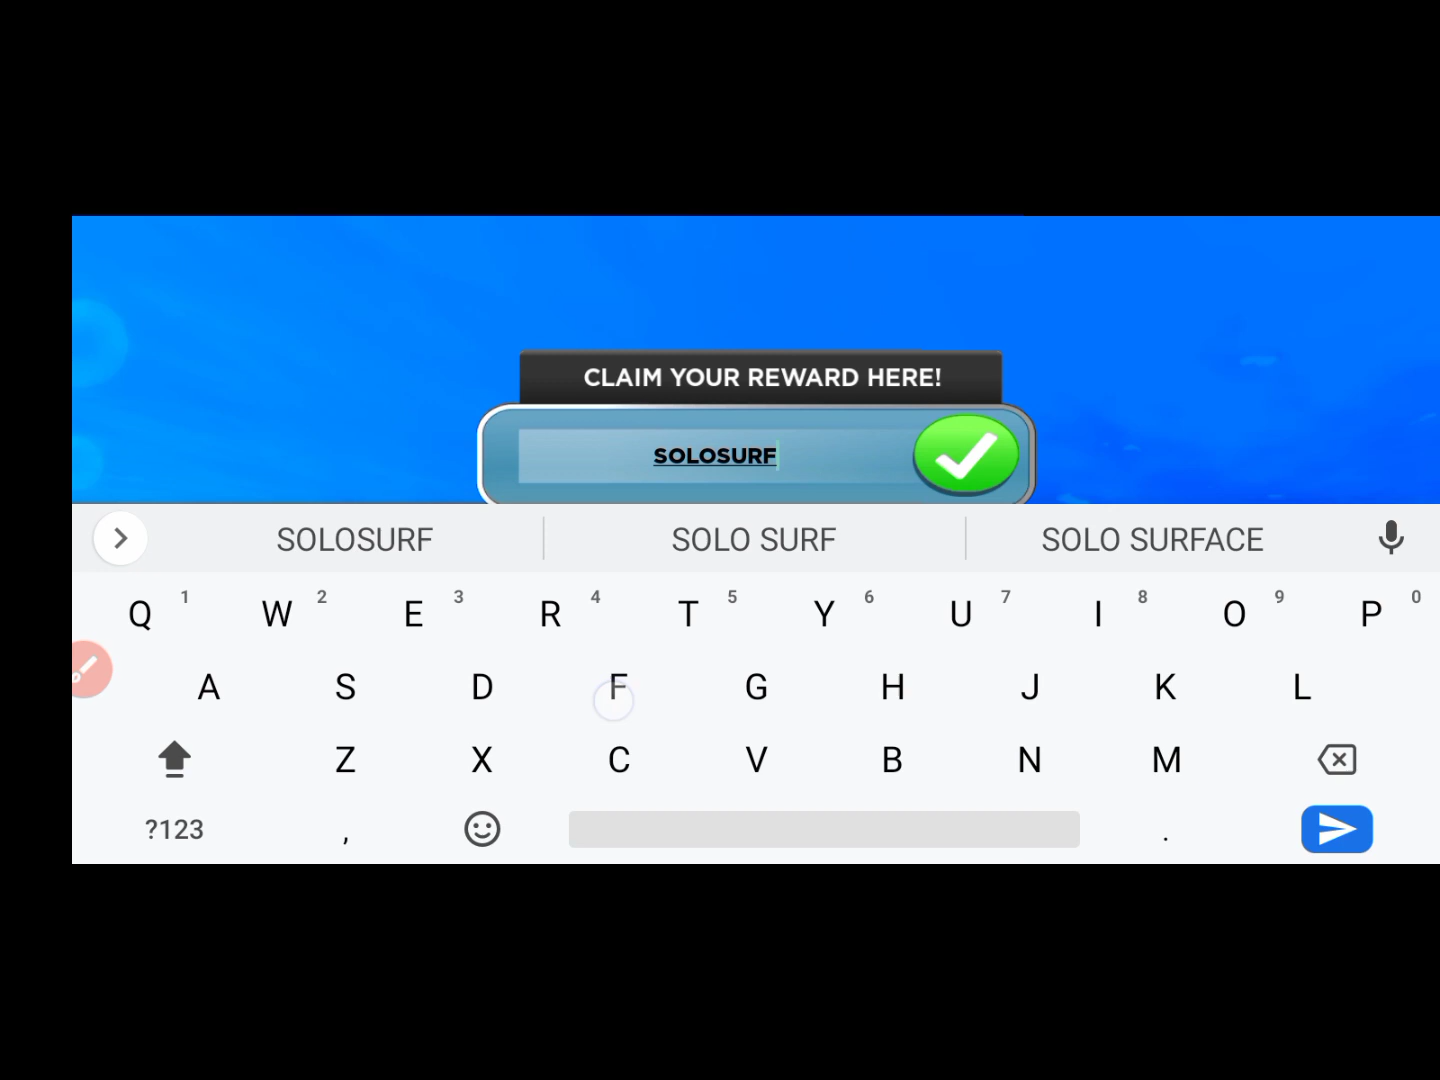 CLAIM YOUR REWARD HERE!
SOLOSURF
SOLOSURF SOLO SURF SOLO SURFACE
Q 1 W 2 E 3 R 4 T 5 Y 6 U 7 I 8 O 9 P 0
A S D F G H J K L
Z X C V B N M
?123 , .